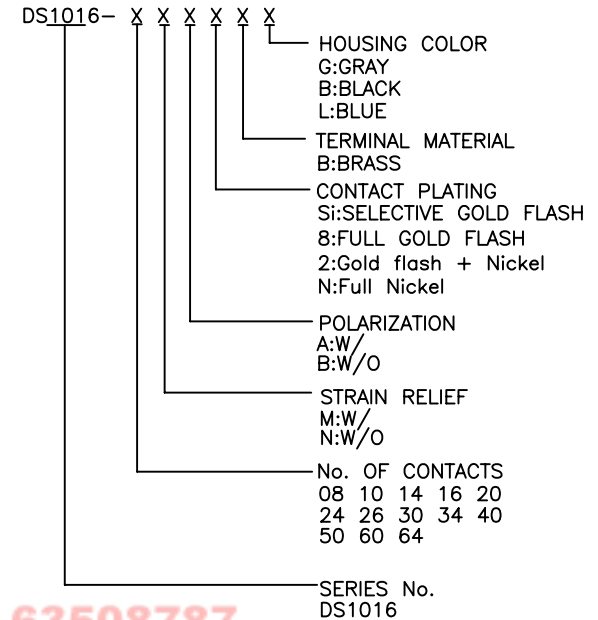 DS1016- X X X X X X
HOUSING COLOR
G:GRAY
B:BLACK
L:BLUE
TERMINAL MATERIAL
B:BRASS
CONTACT PLATING
Si:SELECTIVE GOLD FLASH
8:FULL GOLD FLASH
2:Gold flash + Nickel
N:Full Nickel
POLARIZATION
A:W/
B:W/O
STRAIN RELIEF
M:W/
N:W/O
No. OF CONTACTS
08 10 14 16 20
24 26 30 34 40
50 60 64
SERIES No.
DS1016
63508787